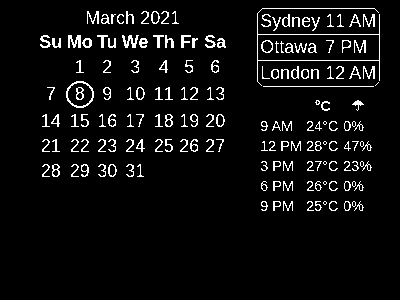 March 2021
Su Mo Tu We Th Fr Sa
1 2 3 4 5 6
7 8 9 10 11 12 13
14 15 16 17 18 19 20
21 22 23 24 25 26 27
28 29 30 31
Sydney 11 AM
Ottawa 7 PM
London 12 AM
°C ☂
9 AM 24°C 0%
12 PM 28°C 47%
3 PM 27°C 23%
6 PM 26°C 0%
9 PM 25°C 0%